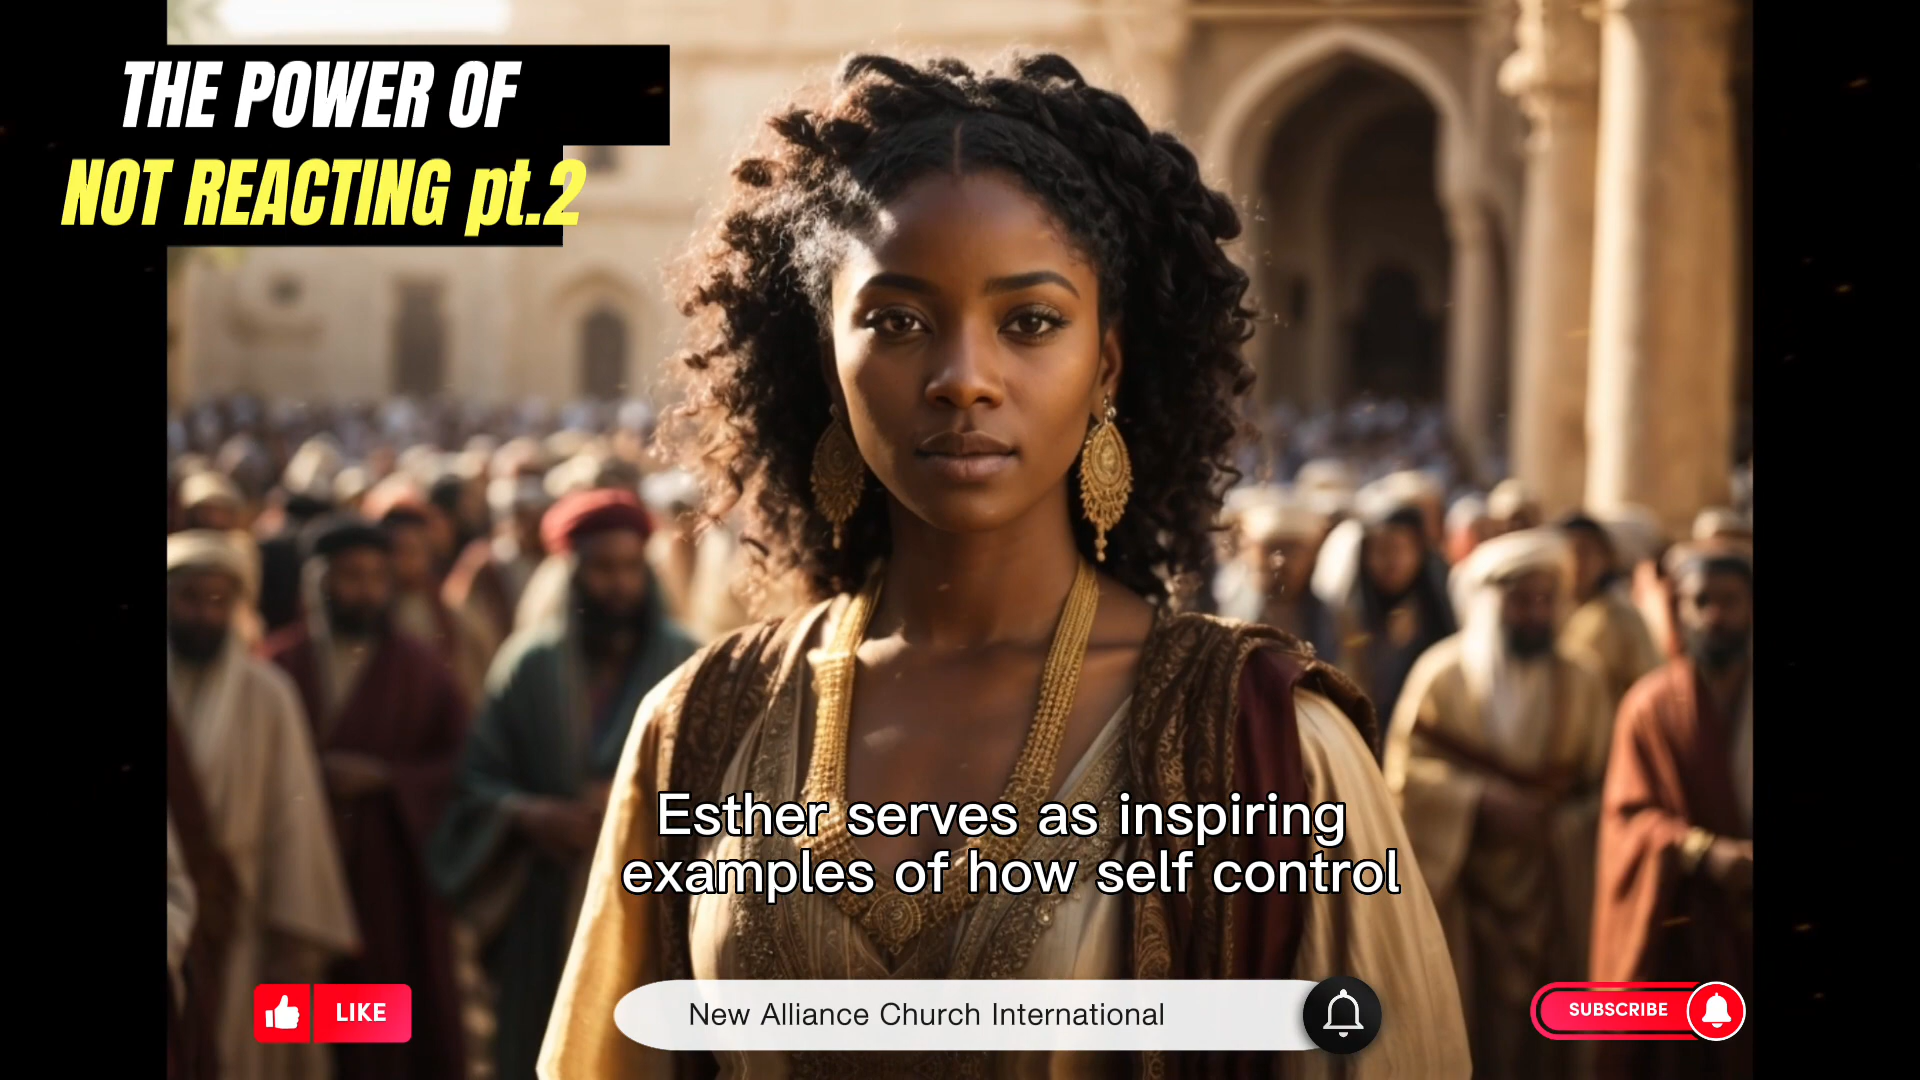 THE POWER OF
NOT REACTING pt.2
Esther serves as inspiring
examples of how self control
LIKE
New Alliance Church International
SUBSCRIBE